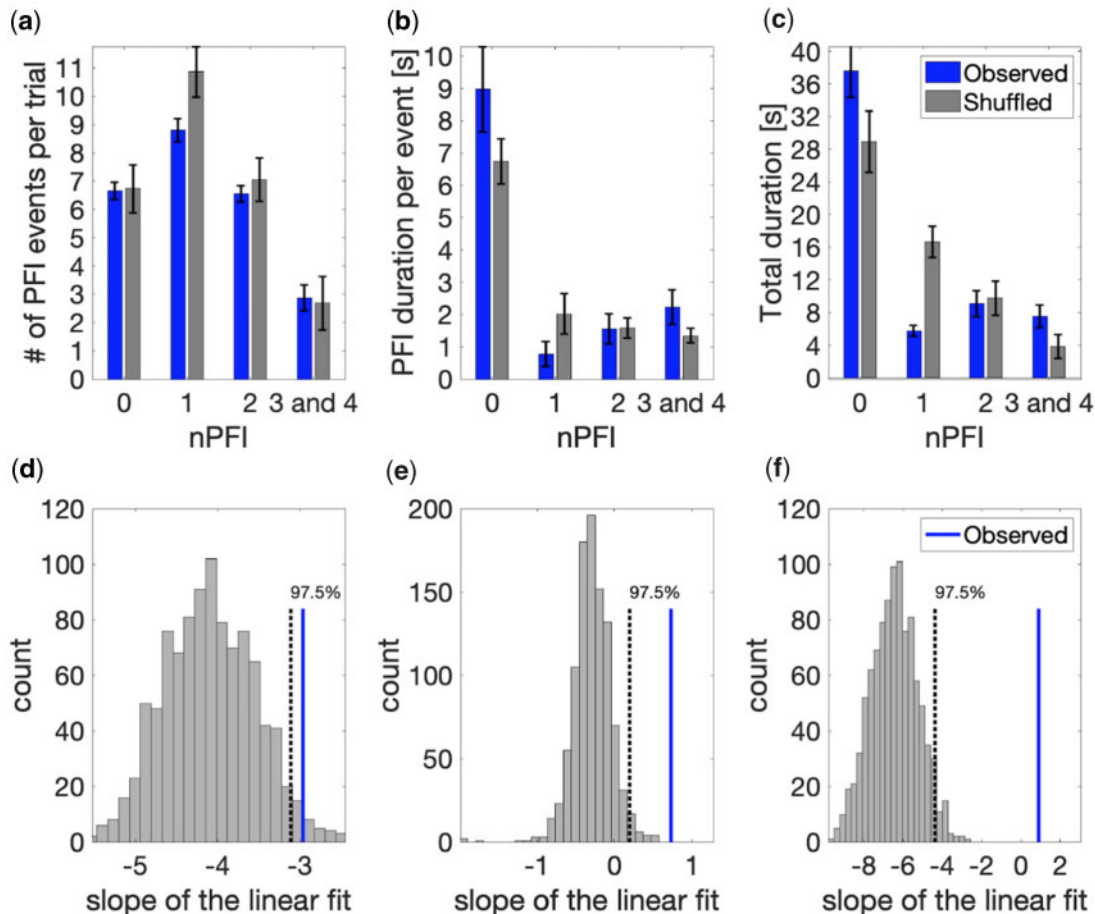 (a)
(b)
(c)
# of PFI events per trial
11
10
9
8
7
6
5
4
3
2
1
0
0 1 2 3 and 4
nPFI
PFI duration per event [s]
10
9
8
7
6
5
4
3
2
1
0
0 1 2 3 and 4
nPFI
Total duration [s]
40
36
32
28
24
20
16
12
8
4
0
0 1 2 3 and 4
nPFI
Observed
Shuffled
(d)
(e)
(f)
count
120
100
80
60
40
20
0
97.5%
-5 -4 -3
slope of the linear fit
count
200
150
100
50
0
97.5%
-1 0 1
slope of the linear fit
count
120
100
80
60
40
20
0
Observed
97.5%
-8 -6 -4 -2 0 2
slope of the linear fit